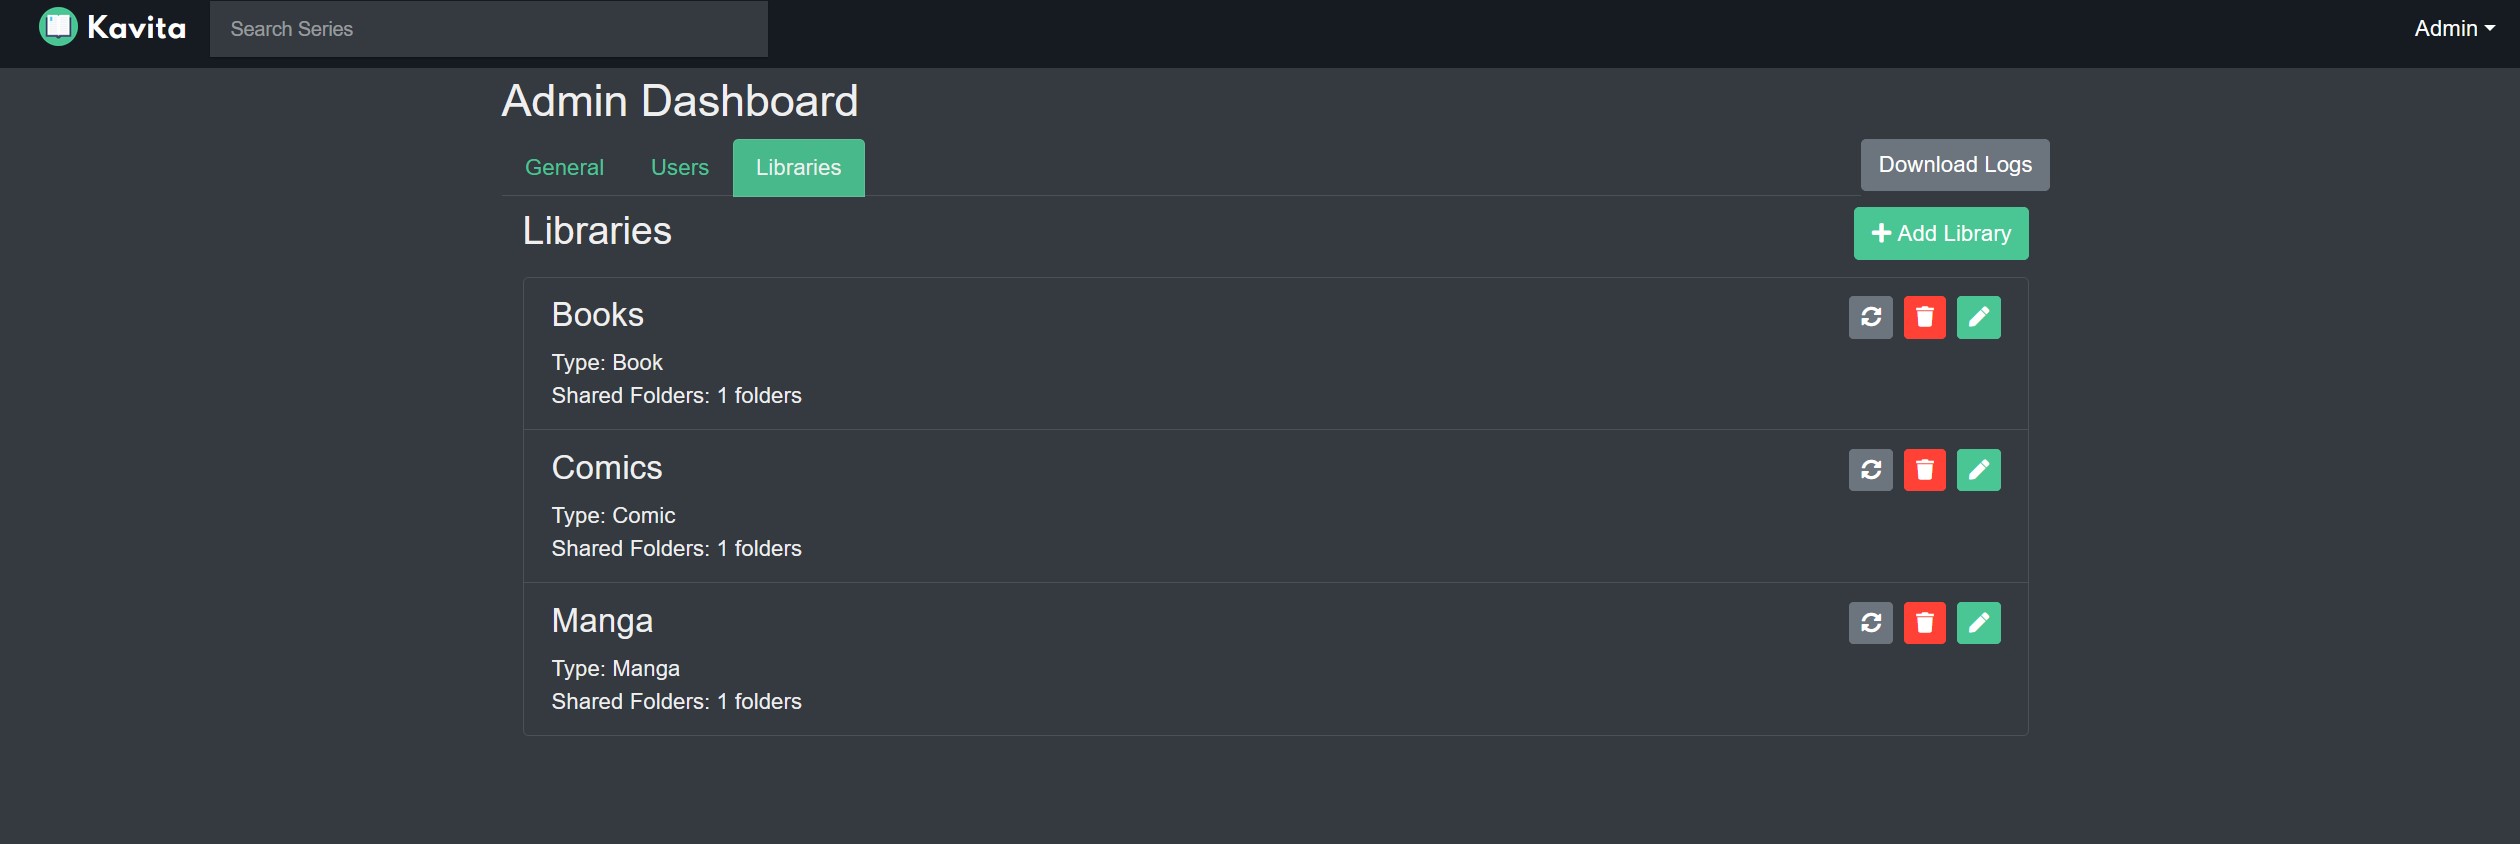 Kavita
Search Series
Admin
Admin Dashboard
General
Users
Libraries
Download Logs
Libraries
Add Library
Books
Type: Book
Shared Folders: 1 folders
Comics
Type: Comic
Shared Folders: 1 folders
Manga
Type: Manga
Shared Folders: 1 folders